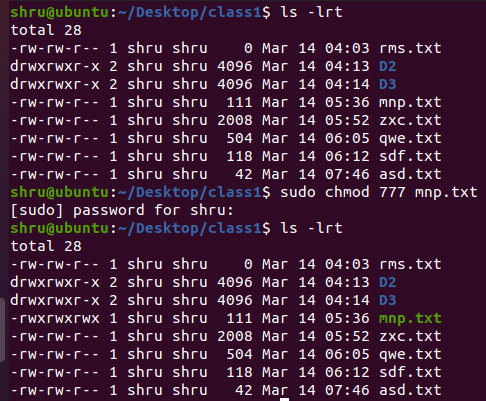 shru@ubuntu:~/Desktop/class1$ ls -lrt
total 28
-rw-rw-r-- 1 shru shru    0 Mar 14 04:03 rms.txt
drwxrwxr-x 2 shru shru 4096 Mar 14 04:13 D2
drwxrwxr-x 2 shru shru 4096 Mar 14 04:14 D3
-rw-rw-r-- 1 shru shru  111 Mar 14 05:36 mnp.txt
-rw-rw-r-- 1 shru shru 2008 Mar 14 05:52 zxc.txt
-rw-rw-r-- 1 shru shru  504 Mar 14 06:05 qwe.txt
-rw-rw-r-- 1 shru shru  118 Mar 14 06:12 sdf.txt
-rw-rw-r-- 1 shru shru   42 Mar 14 07:46 asd.txt
shru@ubuntu:~/Desktop/class1$ sudo chmod 777 mnp.txt
[sudo] password for shru:
shru@ubuntu:~/Desktop/class1$ ls -lrt
total 28
-rw-rw-r-- 1 shru shru    0 Mar 14 04:03 rms.txt
drwxrwxr-x 2 shru shru 4096 Mar 14 04:13 D2
drwxrwxr-x 2 shru shru 4096 Mar 14 04:14 D3
-rwxrwxrwx 1 shru shru  111 Mar 14 05:36 mnp.txt
-rw-rw-r-- 1 shru shru 2008 Mar 14 05:52 zxc.txt
-rw-rw-r-- 1 shru shru  504 Mar 14 06:05 qwe.txt
-rw-rw-r-- 1 shru shru  118 Mar 14 06:12 sdf.txt
-rw-rw-r-- 1 shru shru   42 Mar 14 07:46 asd.txt